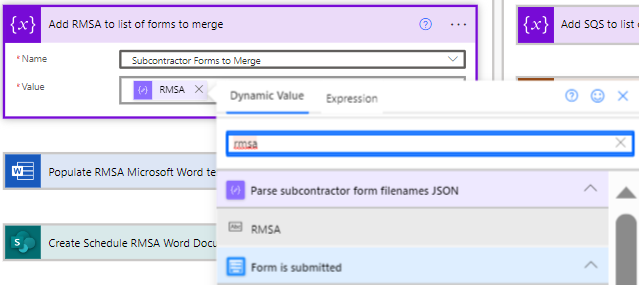 Add RMSA to list of forms to merge
Add SQS to list
* Name
Subcontractor Forms to Merge
* Value
RMSA
Dynamic Value
Expression
rmsa
Parse subcontractor form filenames JSON
Abc
RMSA
Form is submitted
Populate RMSA Microsoft Word te
Create Schedule RMSA Word Docu